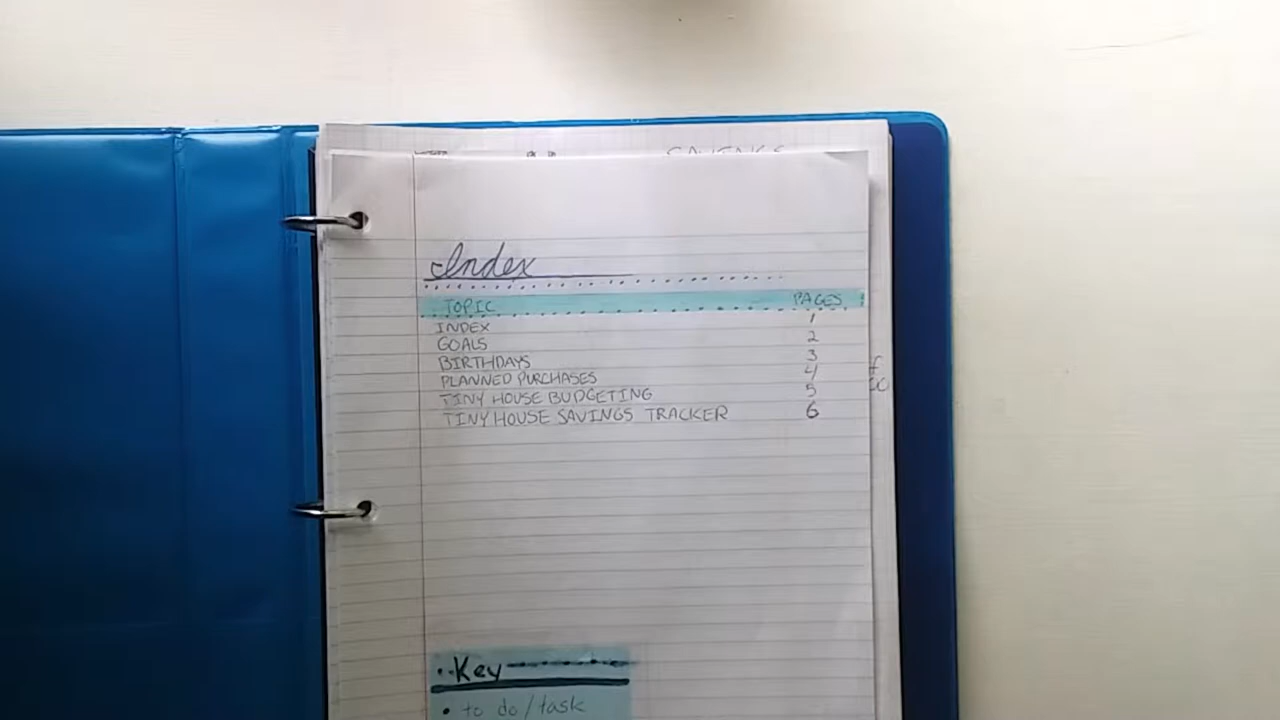 SAVINGS
Index
TOPIC PAGES
INDEX 1
GOALS 2
BIRTHDAYS 3
PLANNED PURCHASES 4
TINY HOUSE BUDGETING 5
TINY HOUSE SAVINGS TRACKER 6
Key
• to do/task